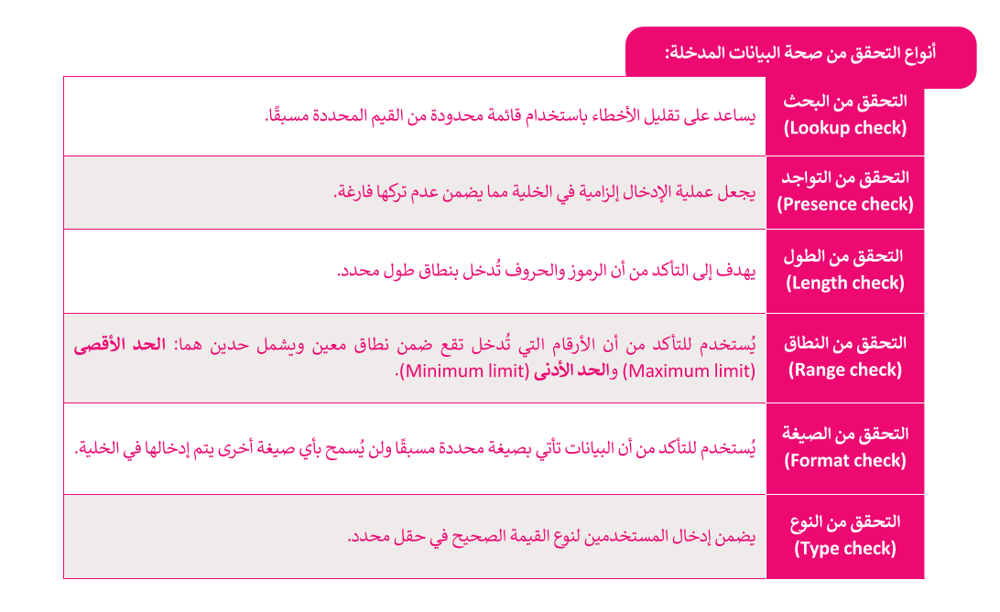 أنواع التحقق من صحة البيانات المدخلة:
التحقق من البحث
(Lookup check)
يساعد على تقليل الأخطاء باستخدام قائمة محدودة من القيم المحددة مسبقًا.
التحقق من التواجد
(Presence check)
يجعل عملية الإدخال إلزامية في الخلية مما يضمن عدم تركها فارغة.
التحقق من الطول
(Length check)
يهدف إلى التأكد من أن الرموز والحروف تُدخل بنطاق طول محدد.
التحقق من النطاق
(Range check)
يُستخدم للتأكد من أن الأرقام التي تُدخل تقع ضمن نطاق معين ويشمل حدين هما: الحد الأقصى
(Maximum limit) والحد الأدنى (Minimum limit).
التحقق من الصيغة
(Format check)
يُستخدم للتأكد من أن البيانات تأتي بصيغة محددة مسبقًا ولن يُسمح بأي صيغة أخرى يتم إدخالها في الخلية.
التحقق من النوع
(Type check)
يضمن إدخال المستخدمين لنوع القيمة الصحيح في حقل محدد.